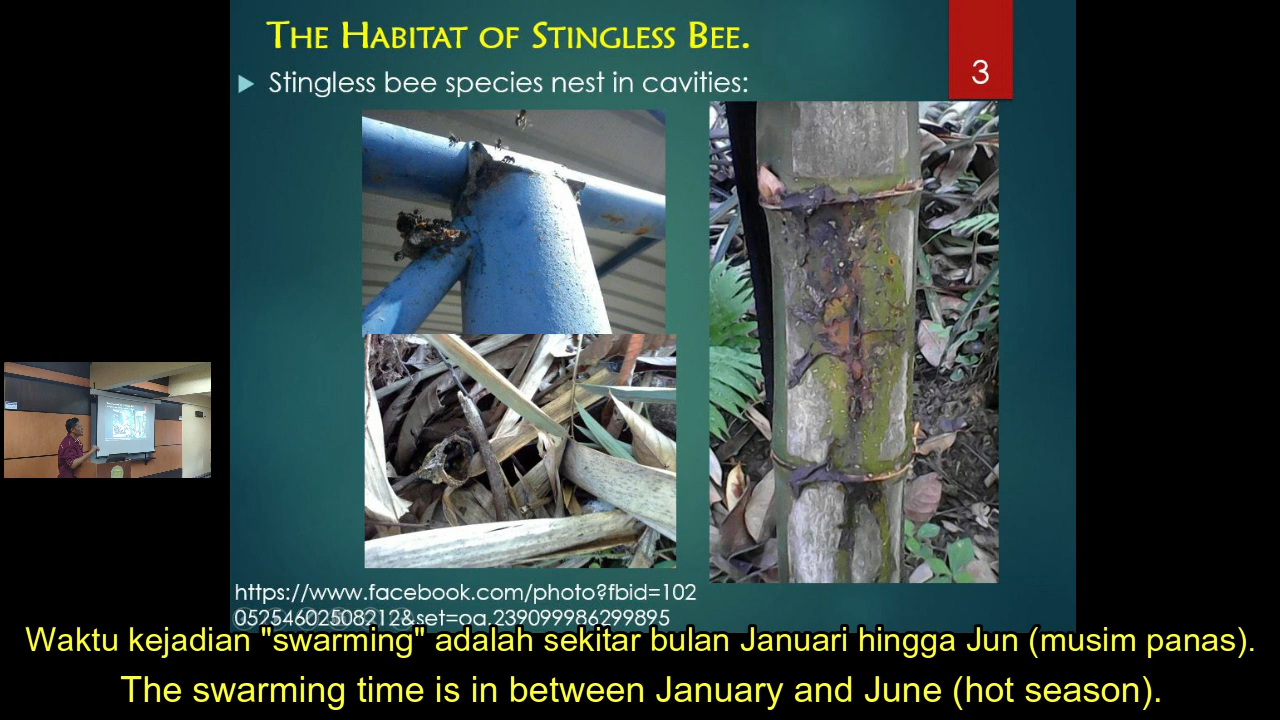 THE HABITAT OF STINGLESS BEE.
3
Stingless bee species nest in cavities:
https://www.facebook.com/photo?fbid=102
05254602508212&set=oa.239099986299895
Waktu kejadian "swarming" adalah sekitar bulan Januari hingga Jun (musim panas).
The swarming time is in between January and June (hot season).